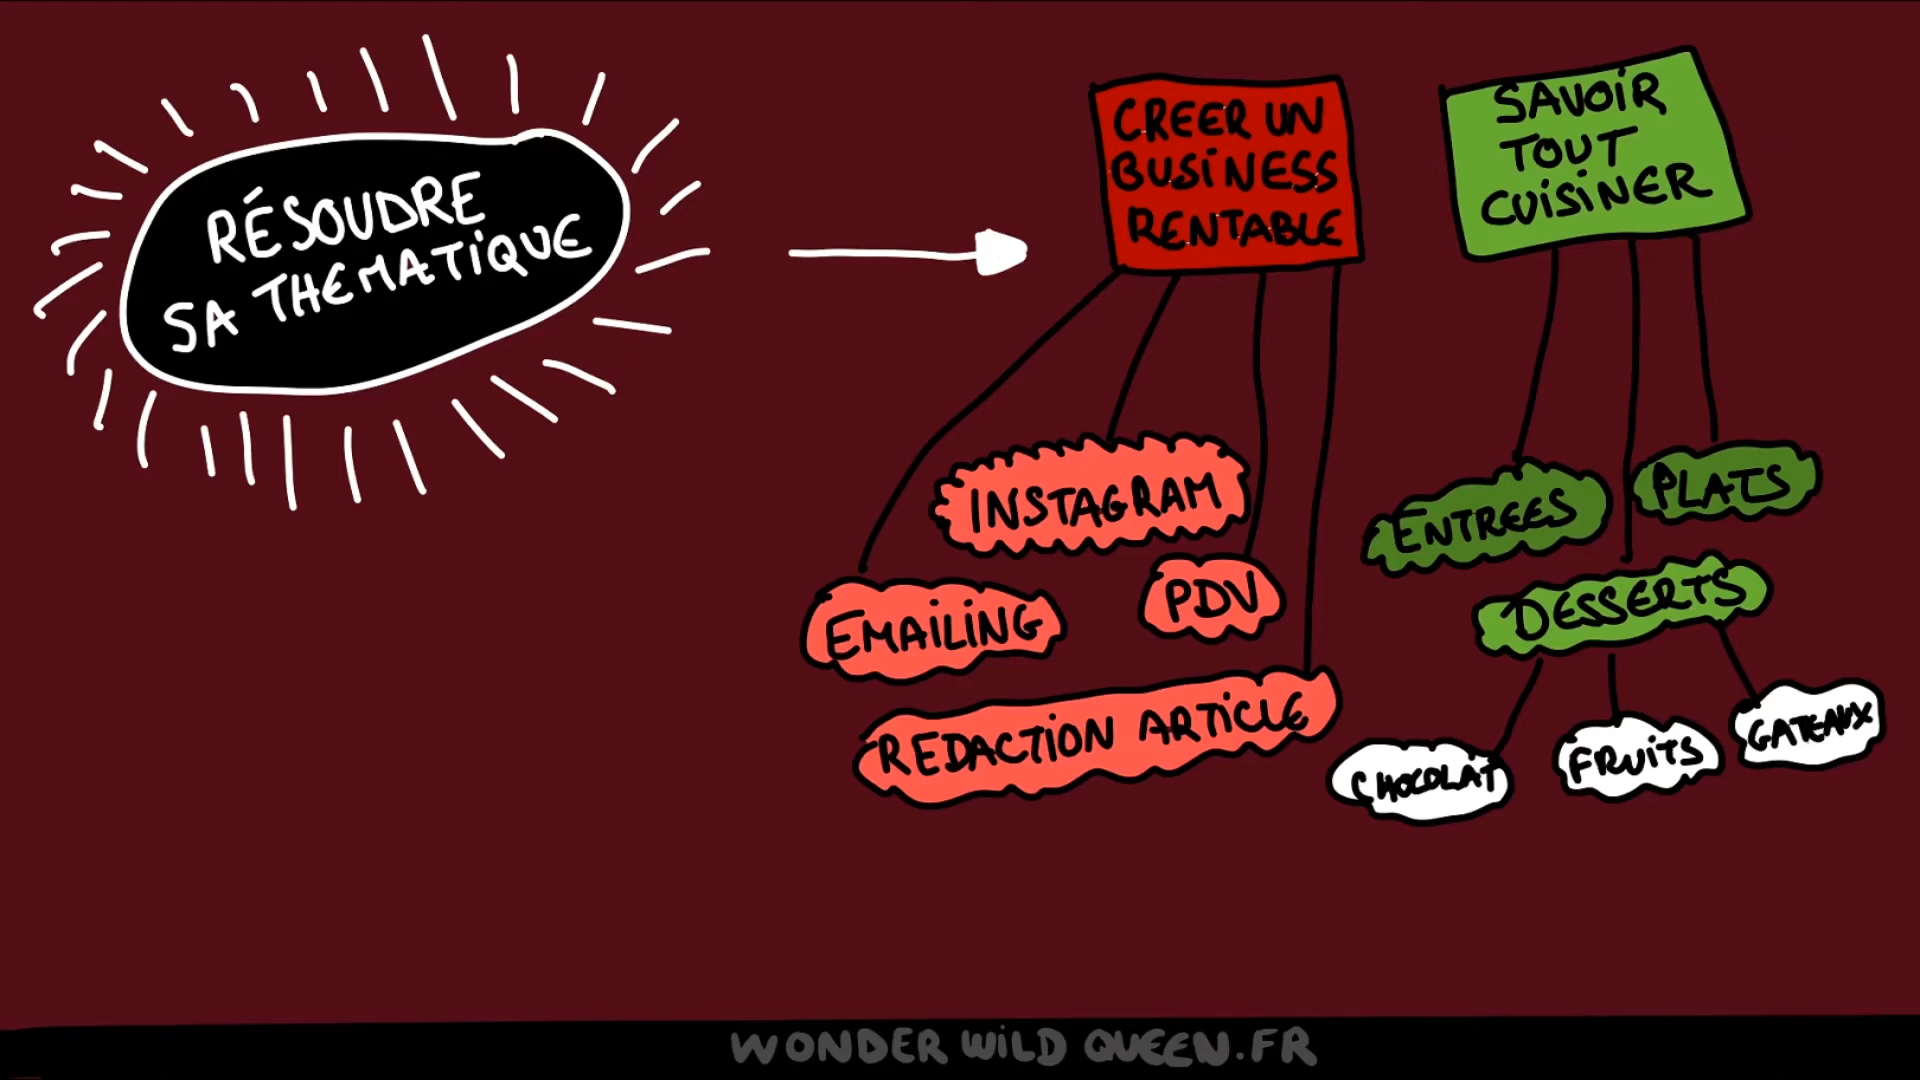 RÉSOUDRE
SA THEMATIQUE
CREER UN
BUSINESS
RENTABLE
SAVOIR
TOUT
CUISINER
INSTAGRAM
EMAILING
PDV
REDACTION ARTICLE
ENTREES
PLATS
DESSERTS
CHOCOLAT
FRUITS
GATEAUX
WONDER WILD QUEEN.FR